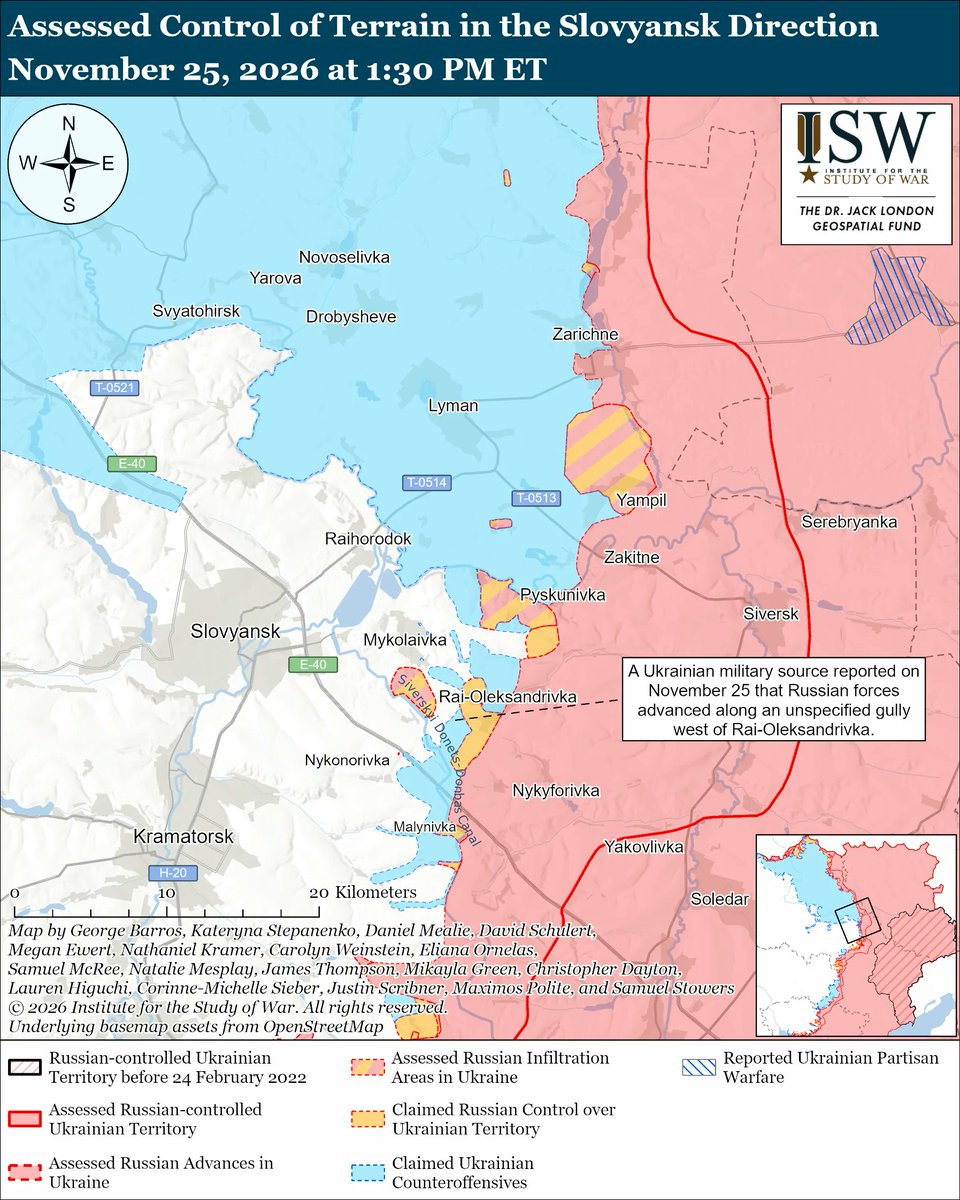 Assessed Control of Terrain in the Slovyansk Direction
November 25, 2026 at 1:30 PM ET
N
W
E
S
ISW
INSTITUTE FOR THE
STUDY OF WAR
THE DR. JACK LONDON
GEOSPATIAL FUND
Novoselivka
Yarova
Svyatohirsk
Drobysheve
Zarichne
T-0521
Lyman
E-40
T-0514
T-0513
Yampil
Serebryanka
Raihorodok
Zakitne
Pyskunivka
Siversk
Slovyansk
Mykolaivka
E-40
A Ukrainian military source reported on
November 25 that Russian forces
advanced along an unspecified gully
west of Rai-Oleksandrivka.
Rai-Oleksandrivka
Siverskyi Donets-Donbas Canal
Nykonorivka
Nykyforivka
Malynivka
Kramatorsk
Yakovlivka
H-20
Soledar
0 10 20 Kilometers
Map by George Barros, Kateryna Stepanenko, Daniel Mealie, David Schulert,
Megan Ewert, Nathaniel Kramer, Carolyn Weinstein, Eliana Ornelas,
Samuel McRee, Natalie Mesplay, James Thompson, Mikayla Green, Christopher Dayton,
Lauren Higuchi, Corinne-Michelle Sieber, Justin Scribner, Maximos Polite, and Samuel Stowers
© 2026 Institute for the Study of War. All rights reserved.
Underlying basemap assets from OpenStreetMap
Russian-controlled Ukrainian
Territory before 24 February 2022
Assessed Russian-controlled
Ukrainian Territory
Assessed Russian Advances in
Ukraine
Assessed Russian Infiltration
Areas in Ukraine
Claimed Russian Control over
Ukrainian Territory
Claimed Ukrainian
Counteroffensives
Reported Ukrainian Partisan
Warfare